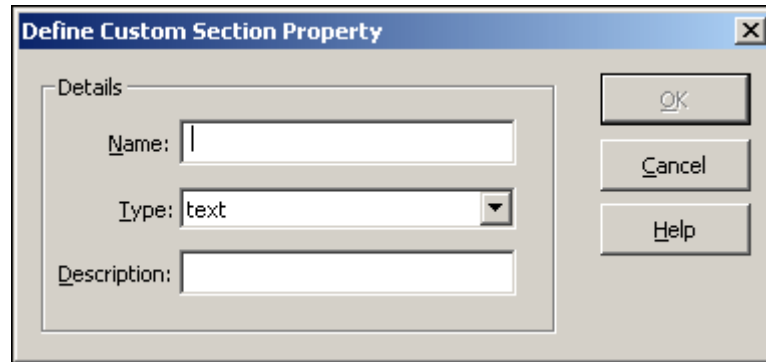 Define Custom Section Property
Details
Name:
Type: text
Description:
OK
Cancel
Help